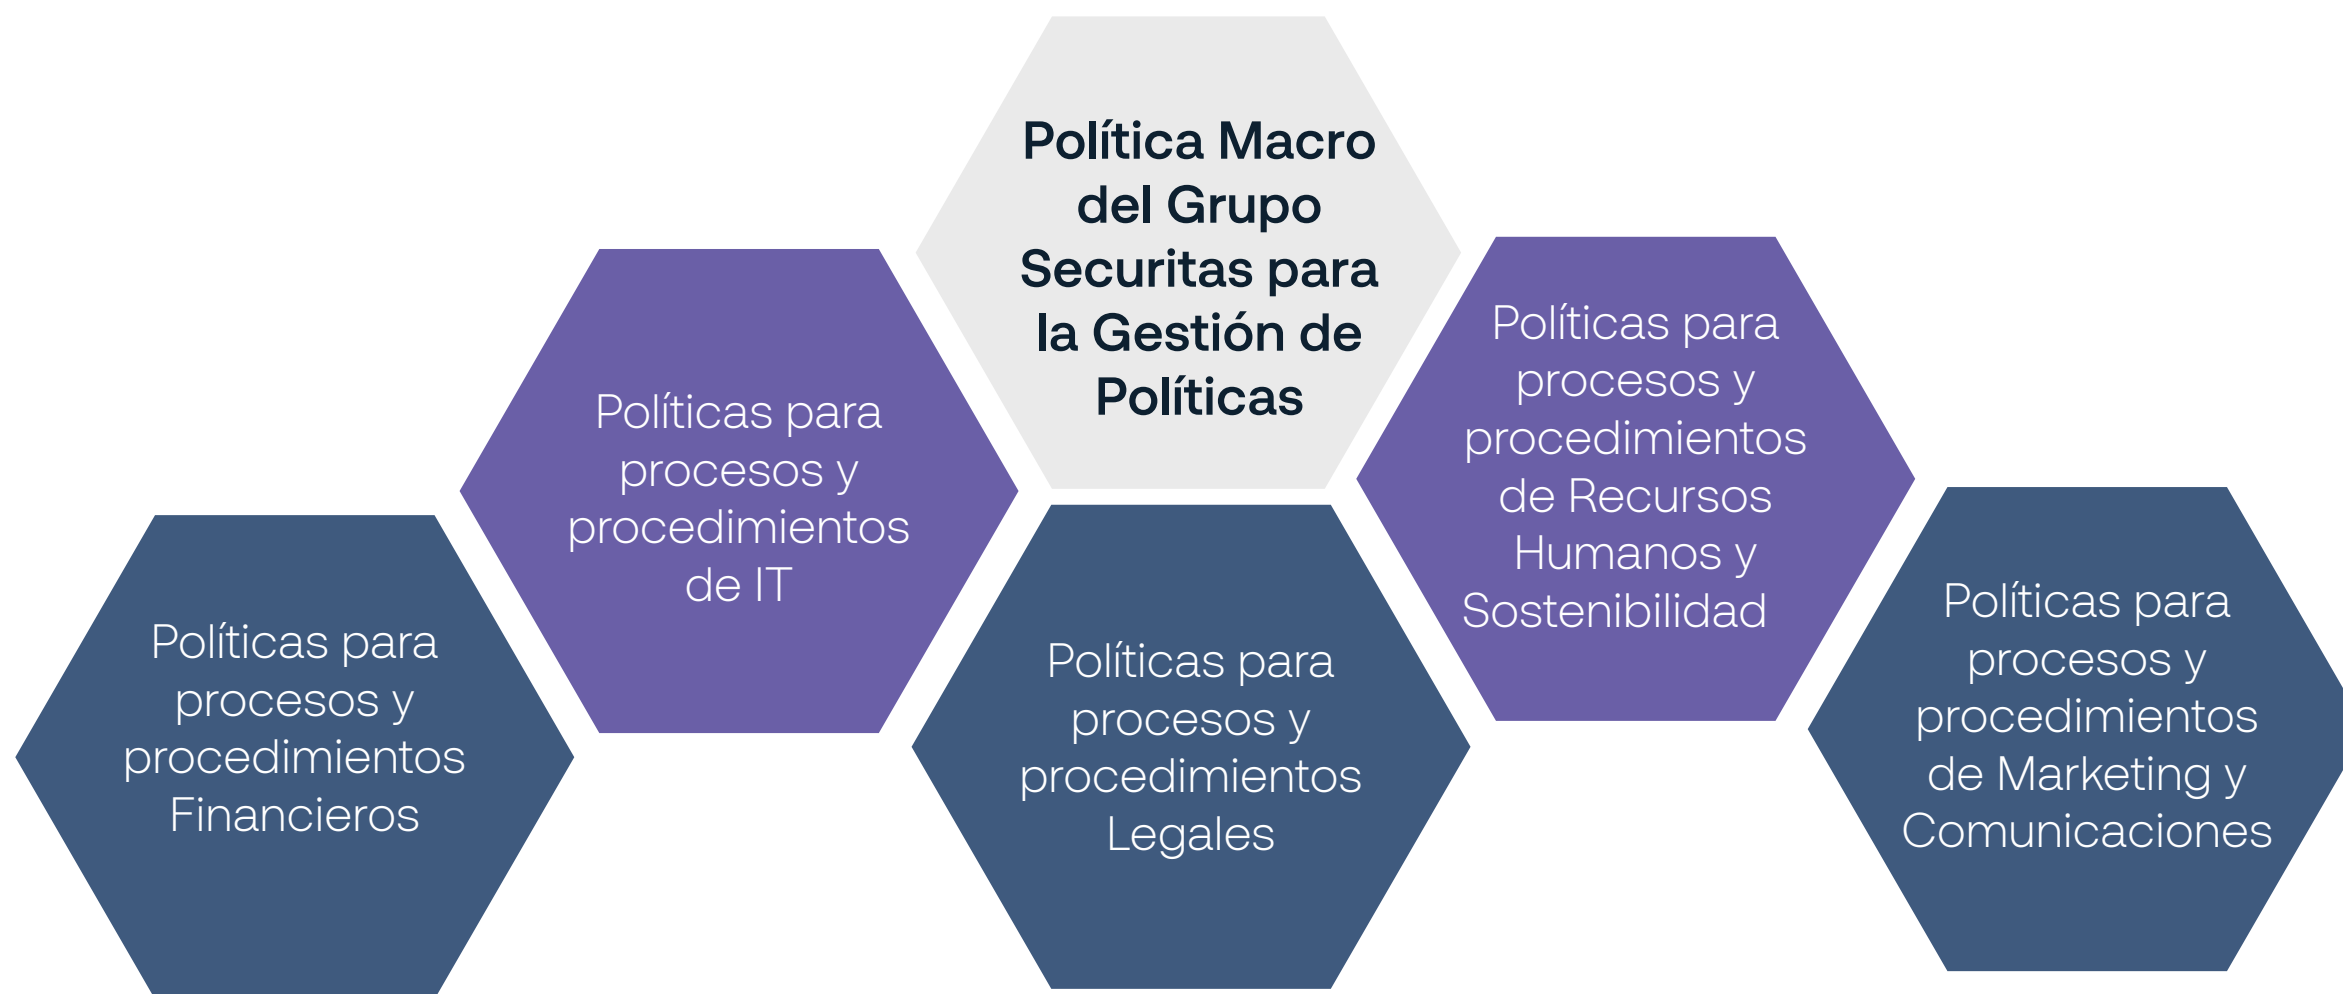 Política Macro
del Grupo
Securitas para
la Gestión de
Políticas
Políticas para
procesos y
procedimientos
Financieros
Políticas para
procesos y
procedimientos
de IT
Políticas para
procesos y
procedimientos
Legales
Políticas para
procesos y
procedimientos
de Recursos
Humanos y
Sostenibilidad
Políticas para
procesos y
procedimientos
de Marketing y
Comunicaciones